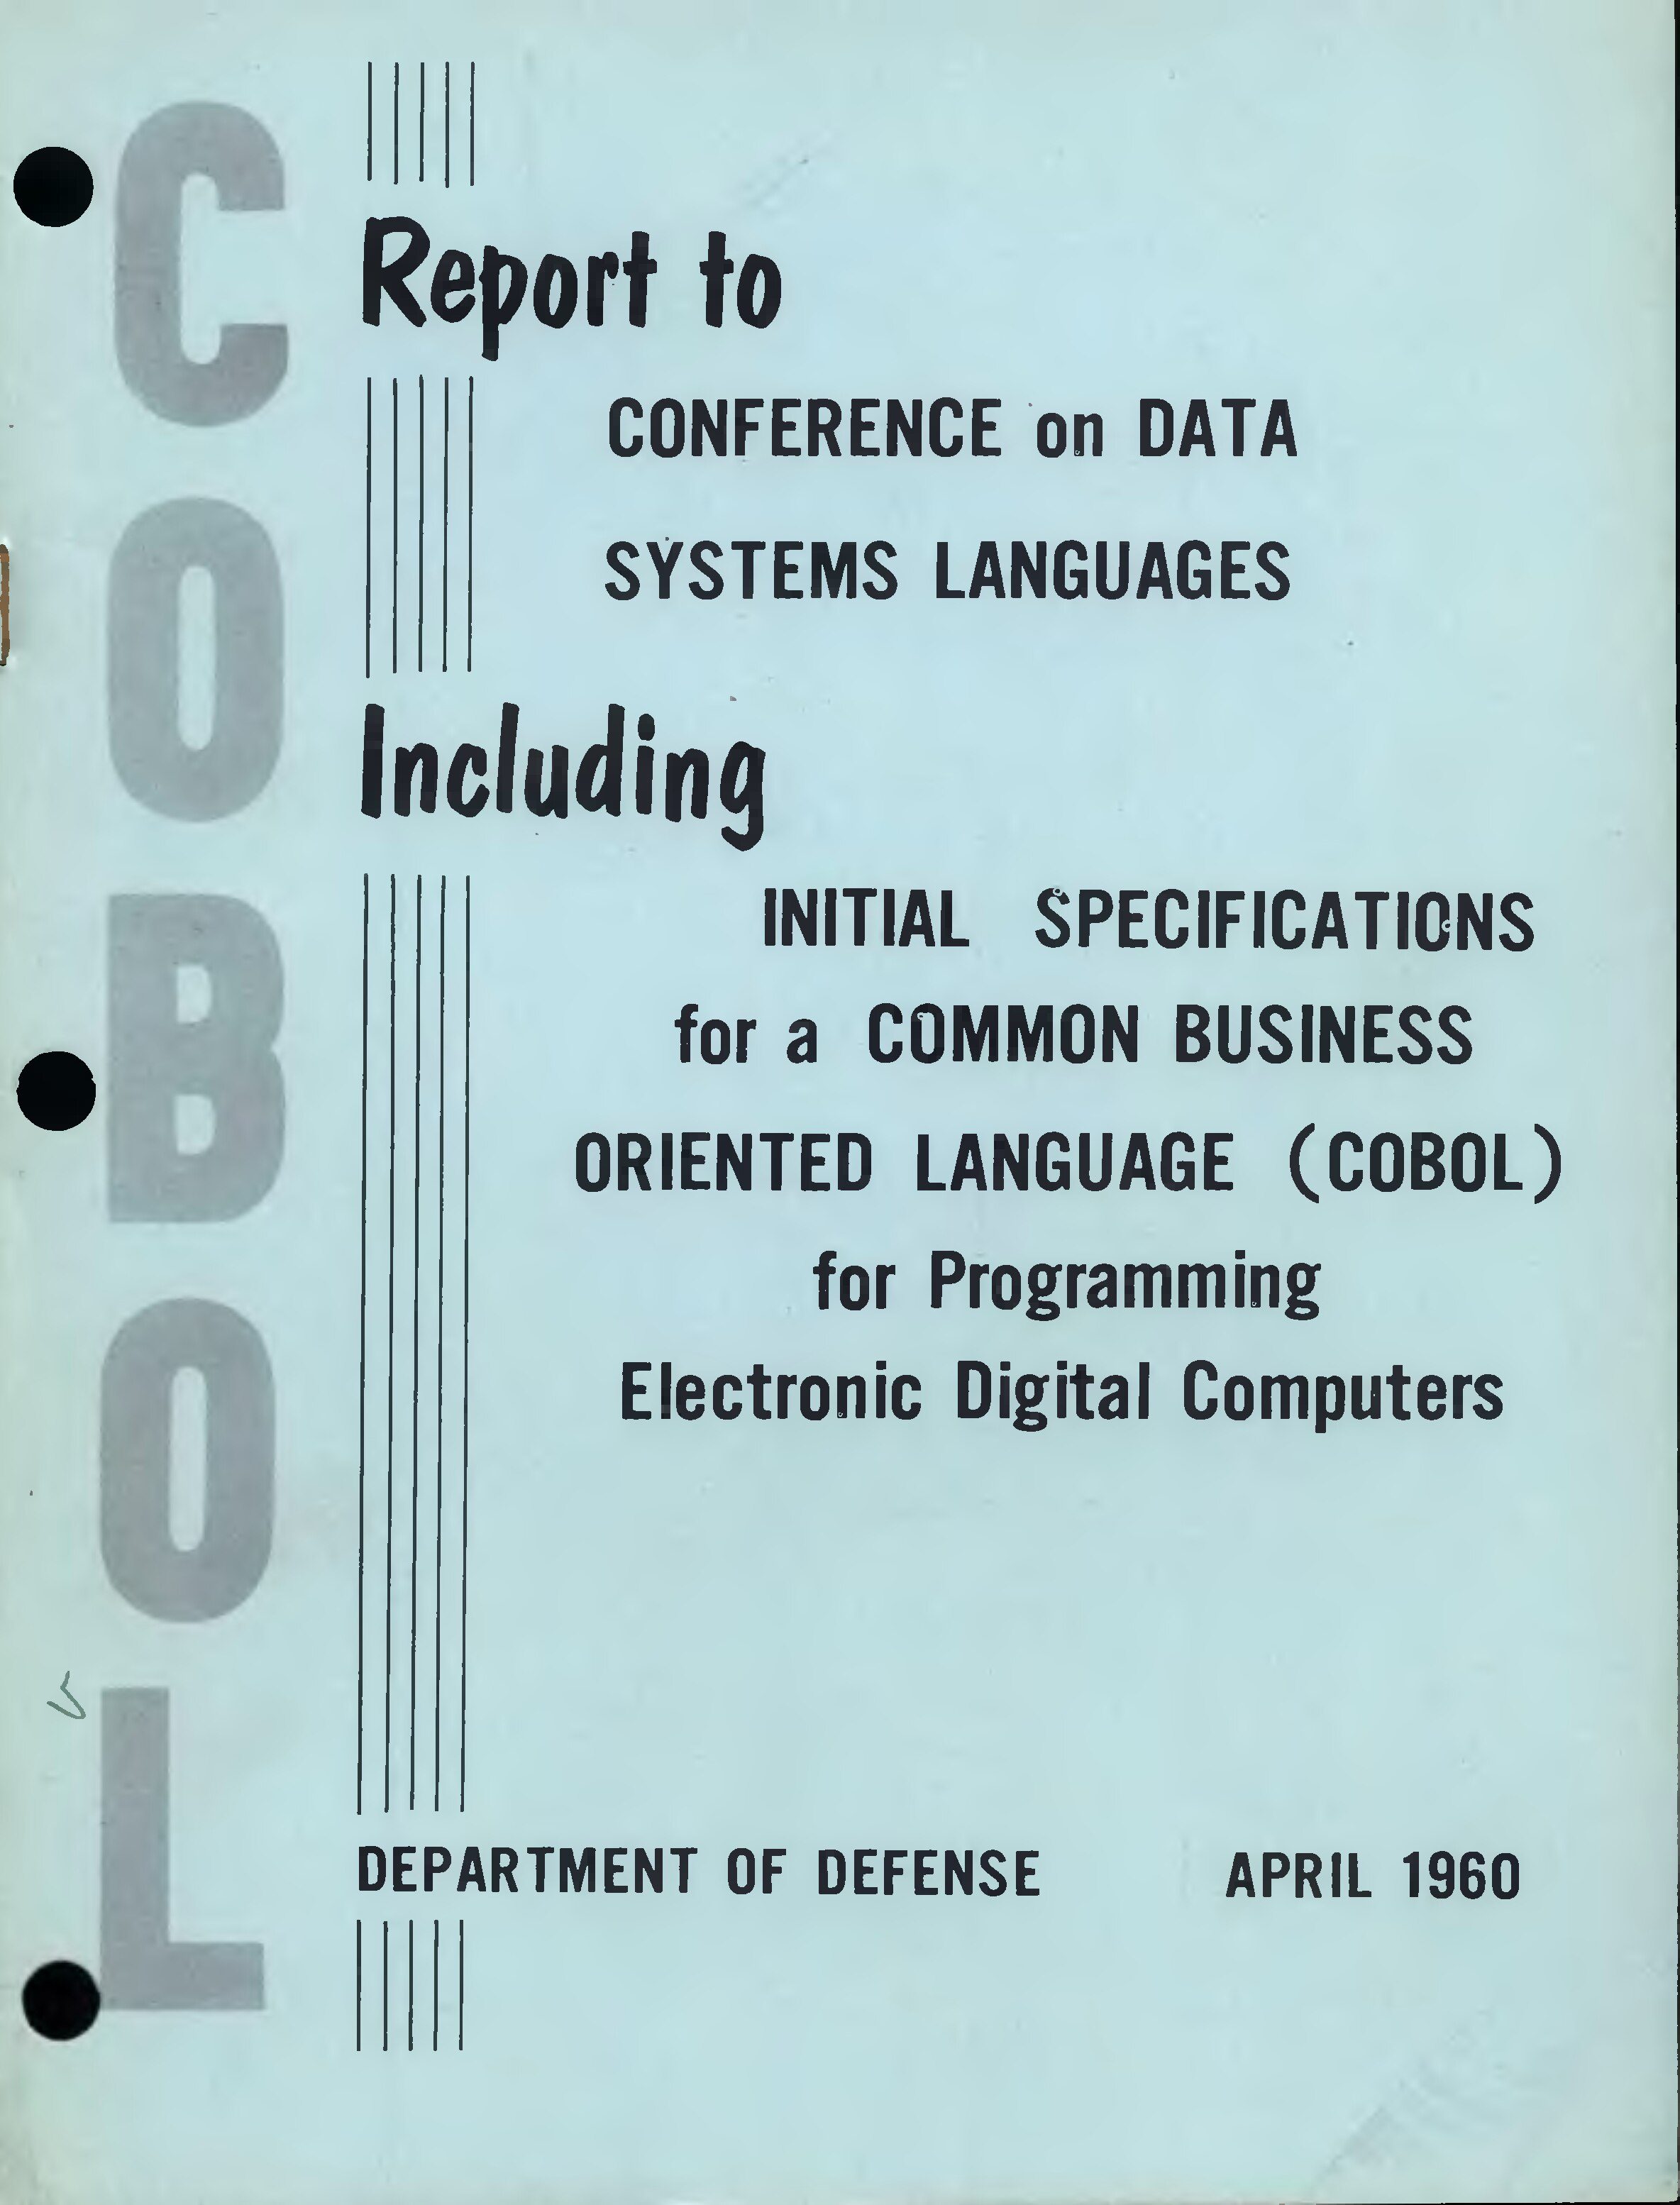 COBOL
Report to
CONFERENCE on DATA
SYSTEMS LANGUAGES
Including
INITIAL SPECIFICATIONS
for a COMMON BUSINESS
ORIENTED LANGUAGE (COBOL)
for Programming
Electronic Digital Computers
DEPARTMENT OF DEFENSE APRIL 1960